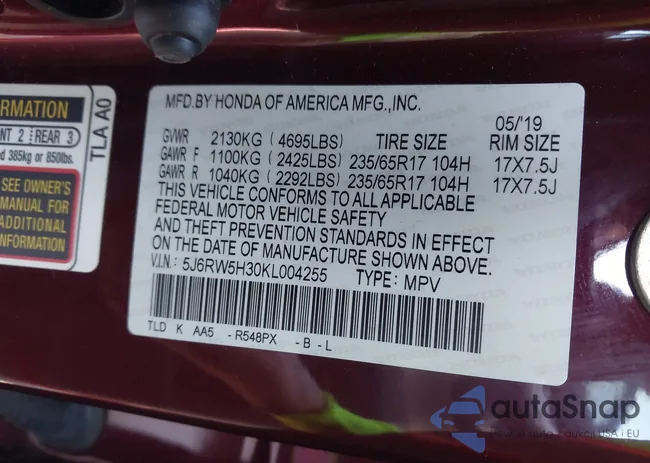 MFD.BY HONDA OF AMERICA MFG.,INC.
05/'19
GVWR 2130KG (4695LBS) TIRE SIZE RIM SIZE
GAWR F 1100KG (2425LBS) 235/65R17 104H 17X7.5J
GAWR R 1040KG (2292LBS) 235/65R17 104H 17X7.5J
THIS VEHICLE CONFORMS TO ALL APPLICABLE
FEDERAL MOTOR VEHICLE SAFETY
AND THEFT PREVENTION STANDARDS IN EFFECT
ON THE DATE OF MANUFACTURE SHOWN ABOVE.
V.I.N: 5J6RW5H30KL004255 TYPE: MPV
TLD K AA5 -R548PX -B-L
ORMATION
NT 2 REAR 3
d 385kg or 850lbs.
SEE OWNER'S
MANUAL FOR
ADDITIONAL
INFORMATION
TLA A0
autoSnap
USA i EU